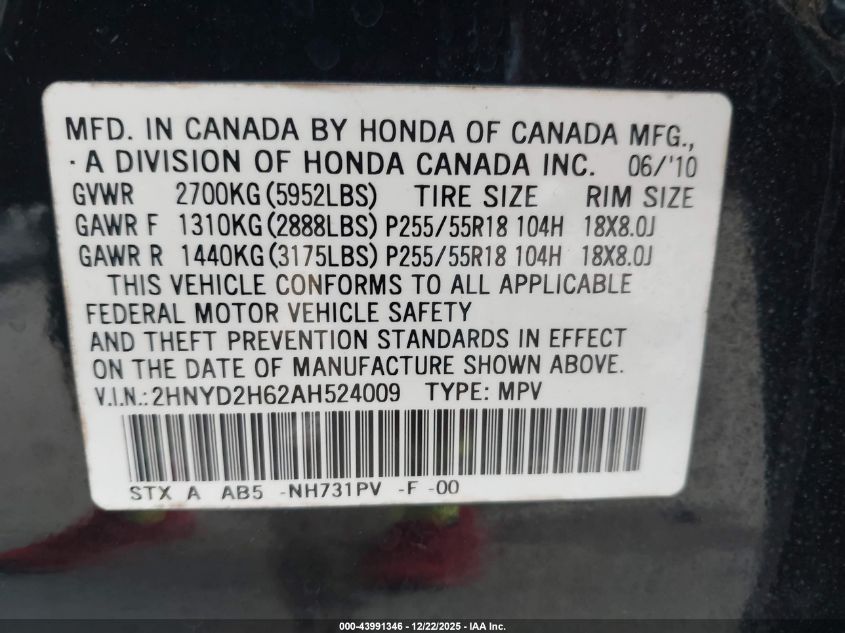 MFD. IN CANADA BY HONDA OF CANADA MFG.,
· A DIVISION OF HONDA CANADA INC. 06/'10
GVWR 2700KG (5952LBS) TIRE SIZE RIM SIZE
GAWR F 1310KG (2888LBS) P255/55R18 104H 18X8.0J
GAWR R 1440KG (3175LBS) P255/55R18 104H 18X8.0J
THIS VEHICLE CONFORMS TO ALL APPLICABLE
FEDERAL MOTOR VEHICLE SAFETY
AND THEFT PREVENTION STANDARDS IN EFFECT
ON THE DATE OF MANUFACTURE SHOWN ABOVE.
V.I.N.: 2HNYD2H62AH524009 TYPE: MPV
STX A AB5 -NH731PV -F -00
000-43991346 - 12/22/2025 - IAA Inc.